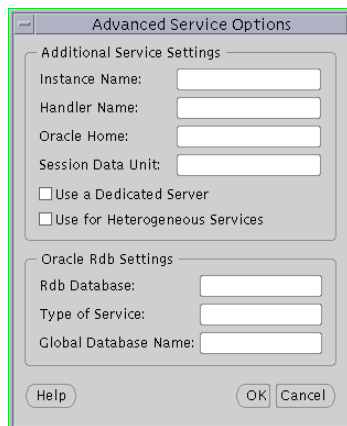 Advanced Service Options
Additional Service Settings
Instance Name:
Handler Name:
Oracle Home:
Session Data Unit:
Use a Dedicated Server
Use for Heterogeneous Services
Oracle Rdb Settings
Rdb Database:
Type of Service:
Global Database Name:
Help OK Cancel